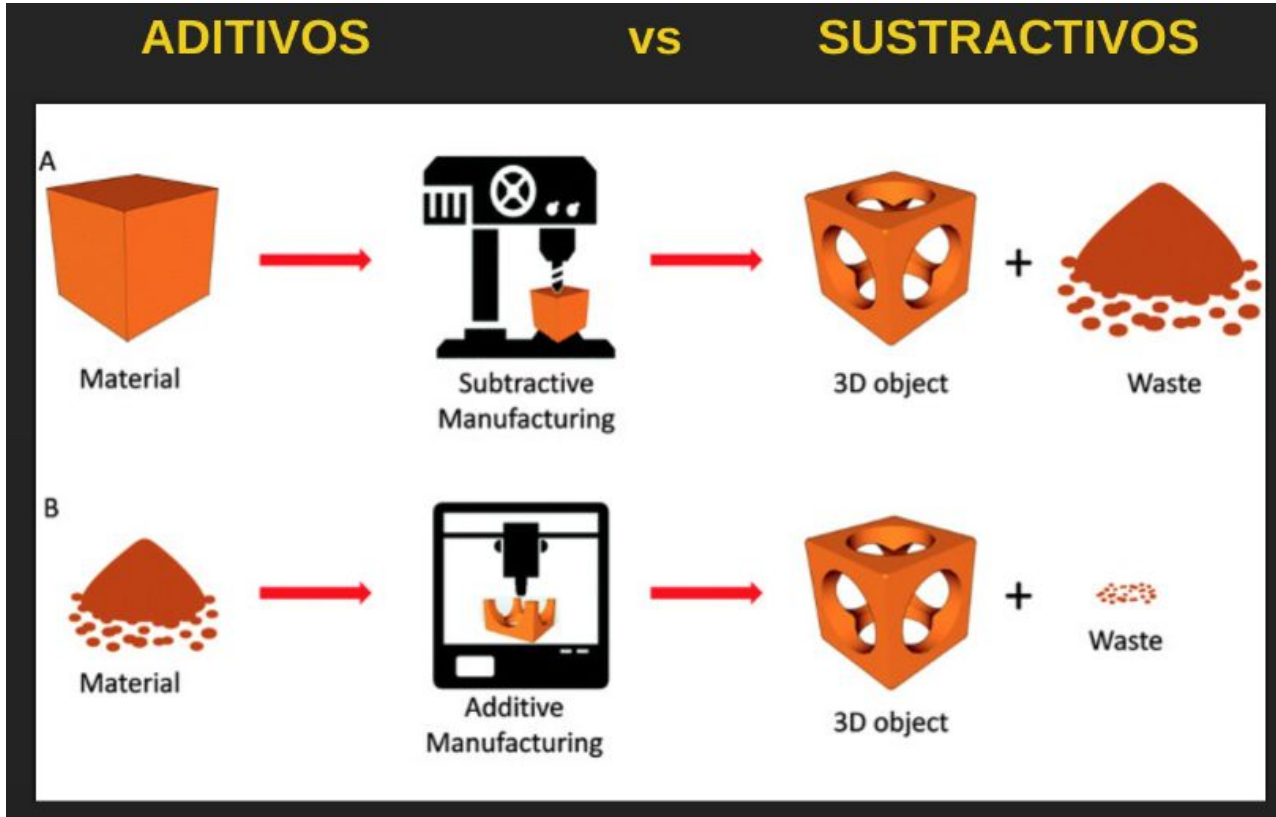 ADITIVOS vs SUSTRACTIVOS
A
Material
Subtractive
Manufacturing
3D object
+
Waste
B
Material
Additive
Manufacturing
3D object
+
Waste